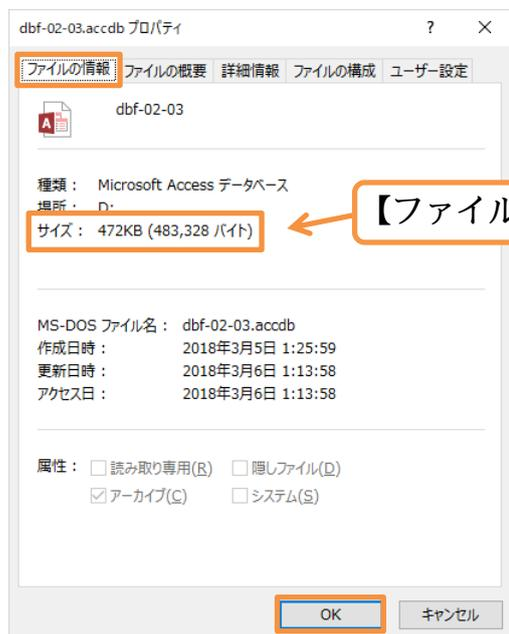 dbf-02-03.accdb プロパティ ? ×
ファイルの情報 ファイルの概要 詳細情報 ファイルの構成 ユーザー設定
dbf-02-03
種類： Microsoft Access データベース
場所： D:
サイズ： 472KB (483,328 バイト)
【ファイル
MS-DOS ファイル名： dbf-02-03.accdb
作成日時： 2018年3月5日 1:25:59
更新日時： 2018年3月6日 1:13:58
アクセス日： 2018年3月6日 1:13:58
属性： 読み取り専用(R) 隠しファイル(D)
アーカイブ(C) システム(S)
OK キャンセル